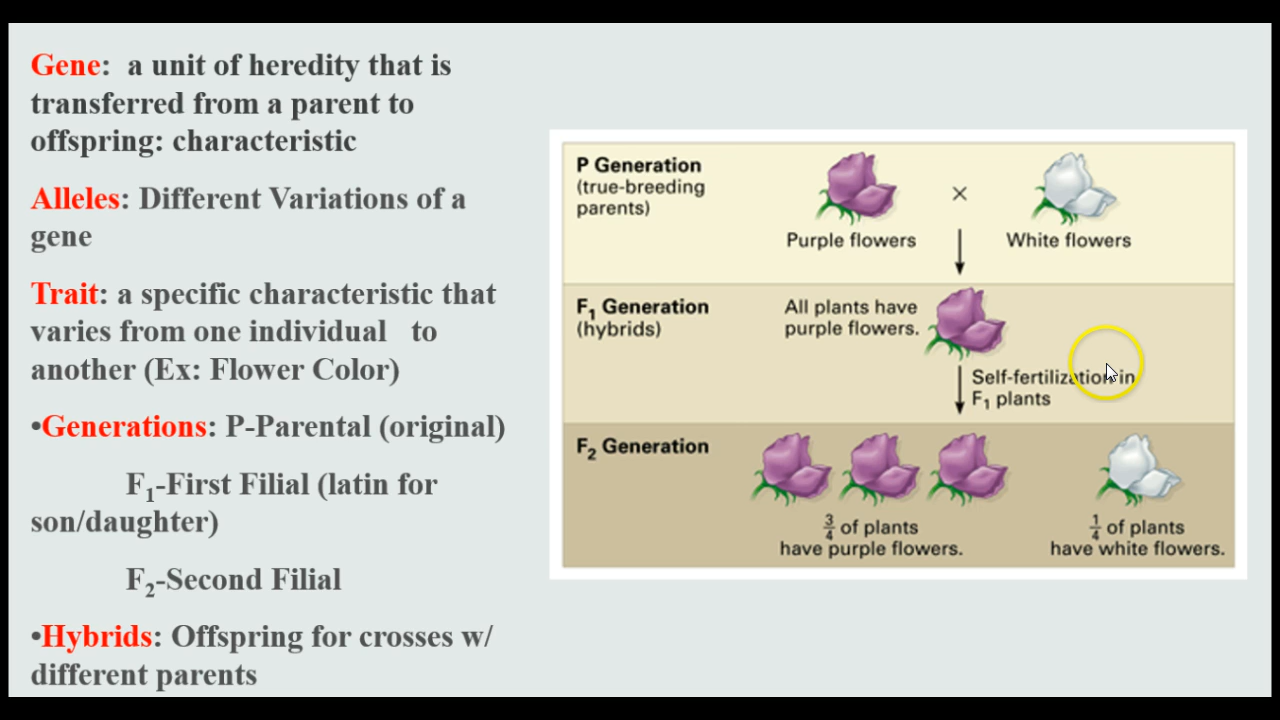 Gene: a unit of heredity that is
transferred from a parent to
offspring: characteristic
Alleles: Different Variations of a
gene
Trait: a specific characteristic that
varies from one individual to
another (Ex: Flower Color)
•Generations: P-Parental (original)
F₁-First Filial (latin for
son/daughter)
F₂-Second Filial
•Hybrids: Offspring for crosses w/
different parents
P Generation
(true-breeding
parents)
×
Purple flowers
White flowers
F₁ Generation
(hybrids)
All plants have
purple flowers.
Self-fertilization in
F₁ plants
F₂ Generation
3/4 of plants
have purple flowers.
1/4 of plants
have white flowers.